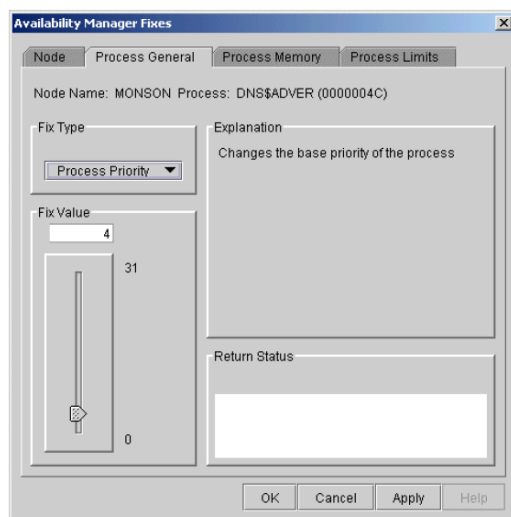 Availability Manager Fixes
Node
Process General
Process Memory
Process Limits
Node Name: MONSON Process: DNS$ADVER (0000004C)
Fix Type
Process Priority
Explanation
Changes the base priority of the process
Fix Value
4
31
0
Return Status
OK
Cancel
Apply
Help